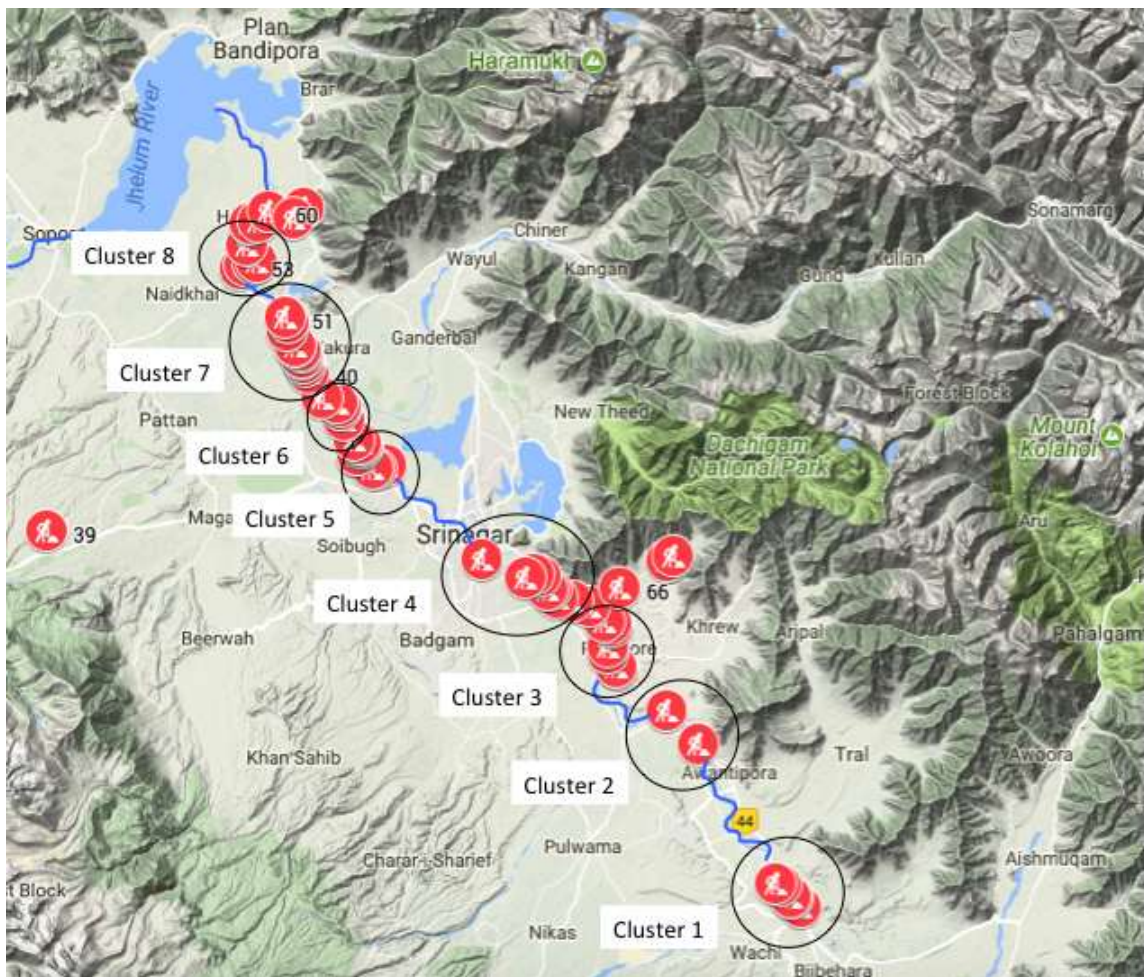 Plan
Bandipora
Haramukh
Brar
Jhelum River
60
Sonamarg
Chiner
Cluster 8
Wayul
Kangan
Kullan
Gund
53
Naidkhai
51
Ganderbal
Cluster 7
40
Forest Block
New Theed
Pattan
Mount
Kolahoi
Dachigam
National Park
Cluster 6
Cluster 5
Aru
39
Soibugh
Srinagar
66
Cluster 4
Beerwah
Badgam
Khrew
Aripal
Pahalgam
Cluster 3
Khan Sahib
Tral
Awoora
Awantipora
Cluster 2
44
Pulwama
Charar-i-Sharief
Aishmuqam
Block
Cluster 1
Nikas
Wachi
Bijbehara